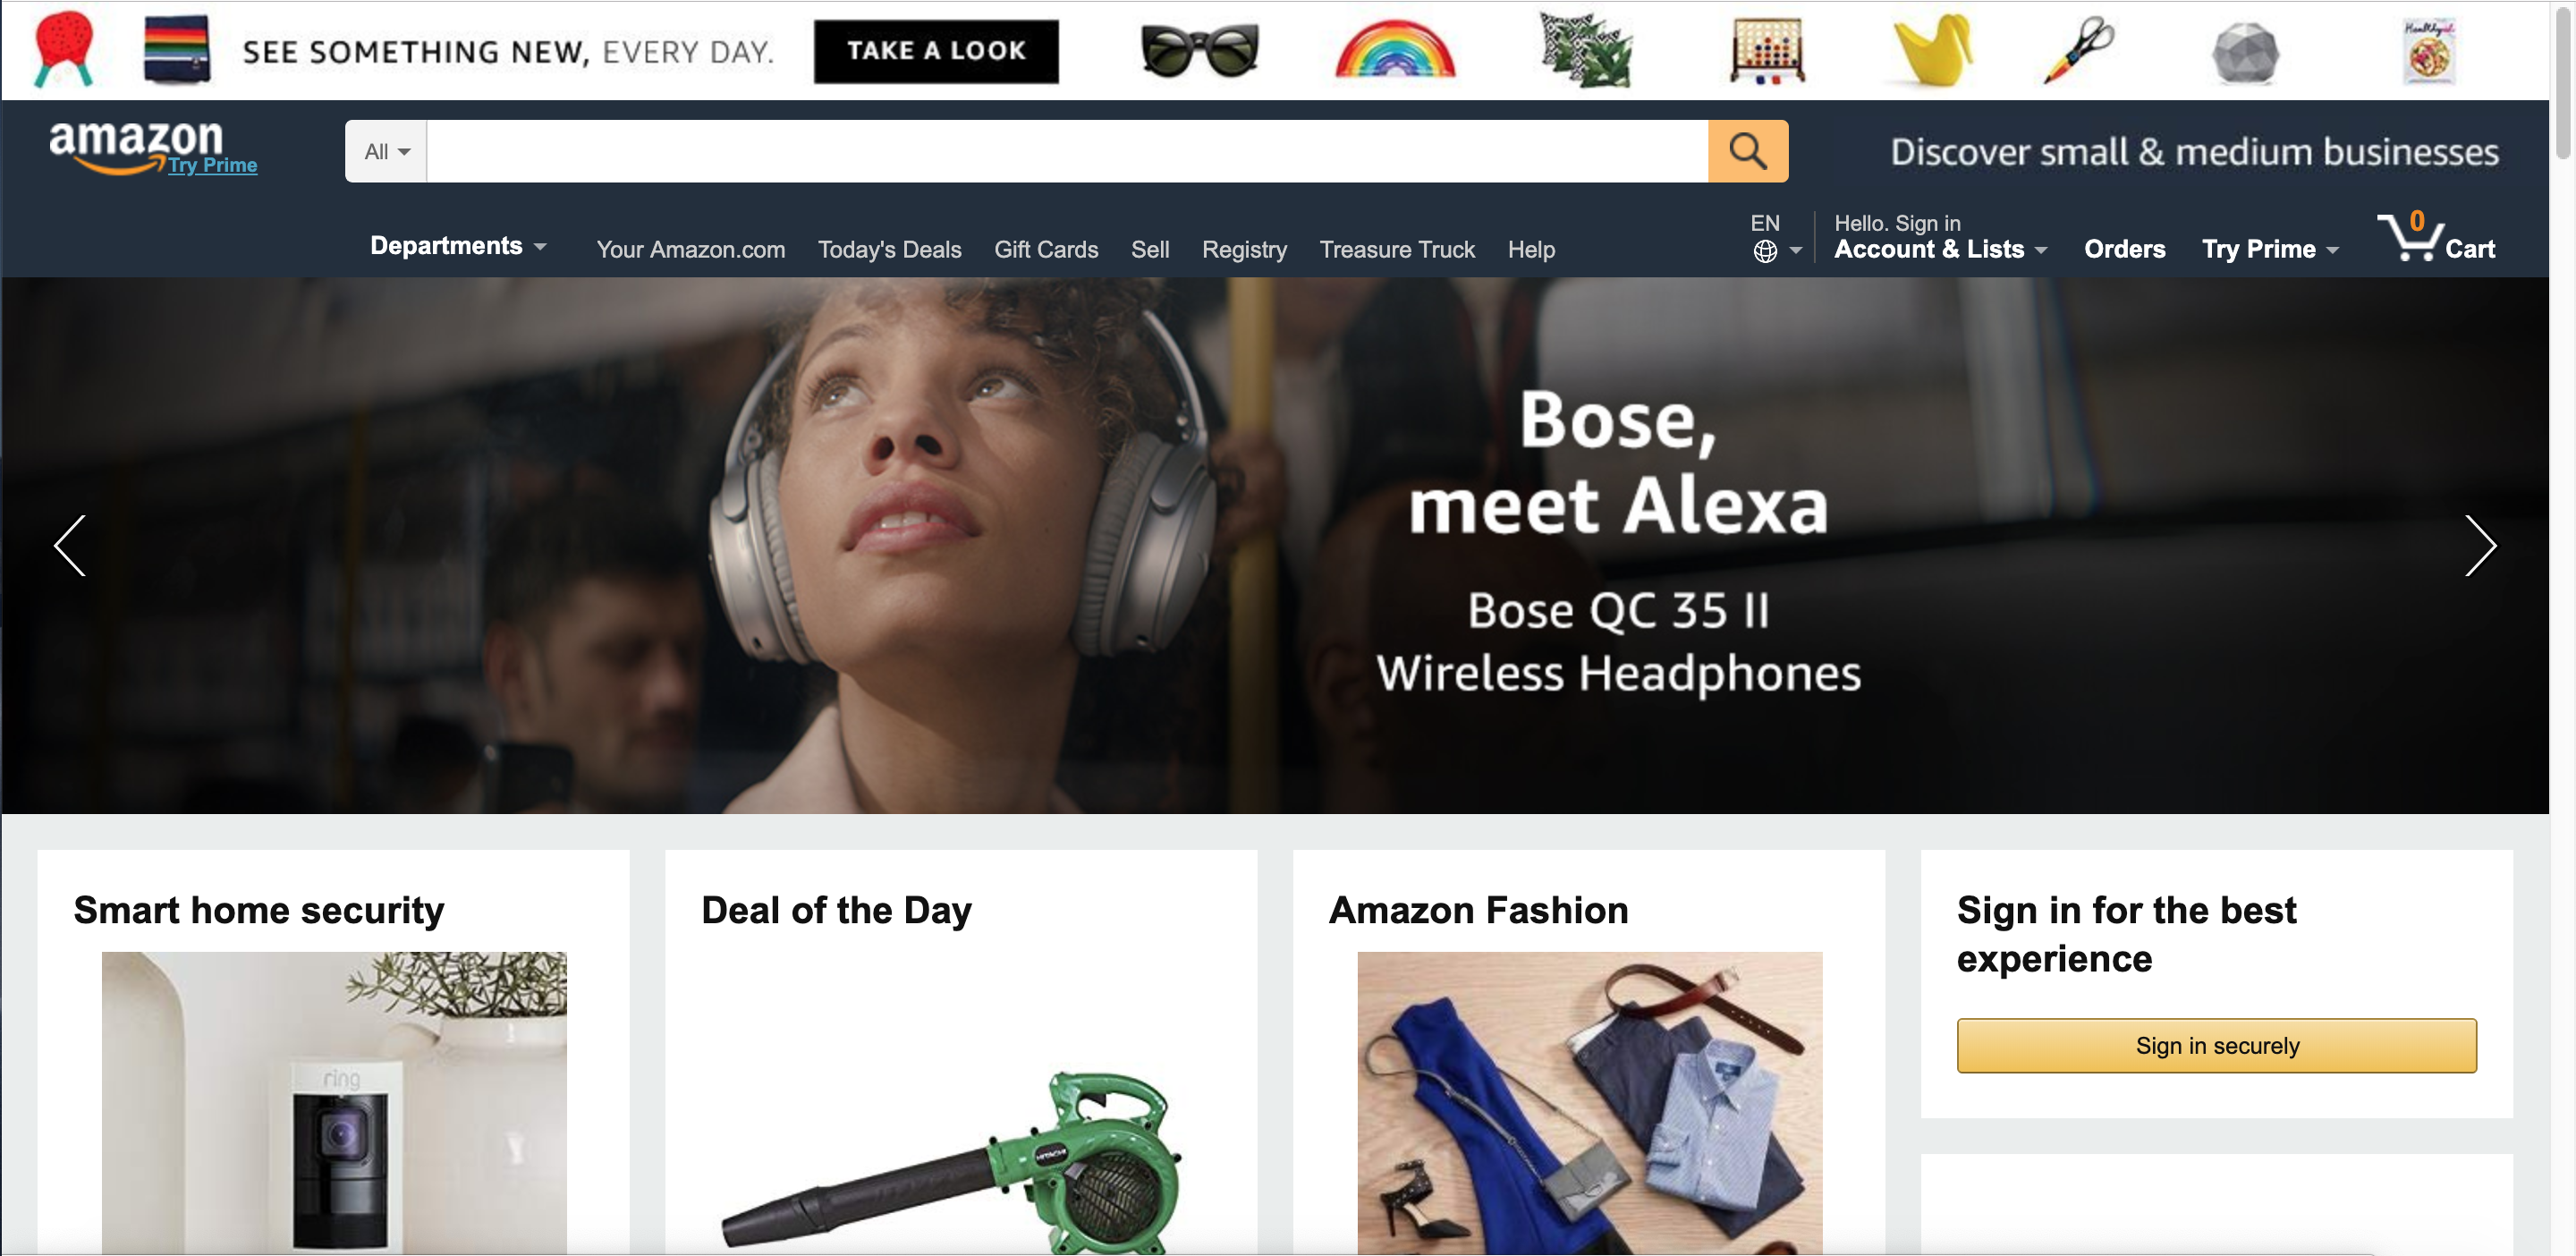 SEE SOMETHING NEW, EVERY DAY.
TAKE A LOOK
amazon
Try Prime
All
Discover small & medium businesses
Departments
Your Amazon.com
Today's Deals
Gift Cards
Sell
Registry
Treasure Truck
Help
EN
Hello. Sign in
Account & Lists
Orders
Try Prime
0
Cart
Bose,
meet Alexa
Bose QC 35 II
Wireless Headphones
Smart home security
ring
Deal of the Day
HITACHI
Amazon Fashion
Sign in for the best
experience
Sign in securely